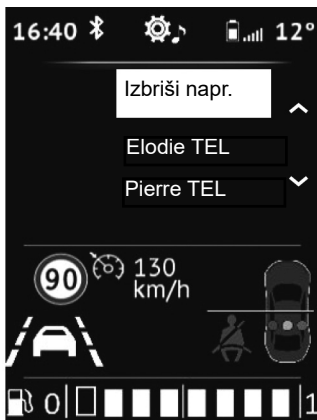 16:40 12°
Izbriši napr.
Elodie TEL
Pierre TEL
90 130
km/h
0 1